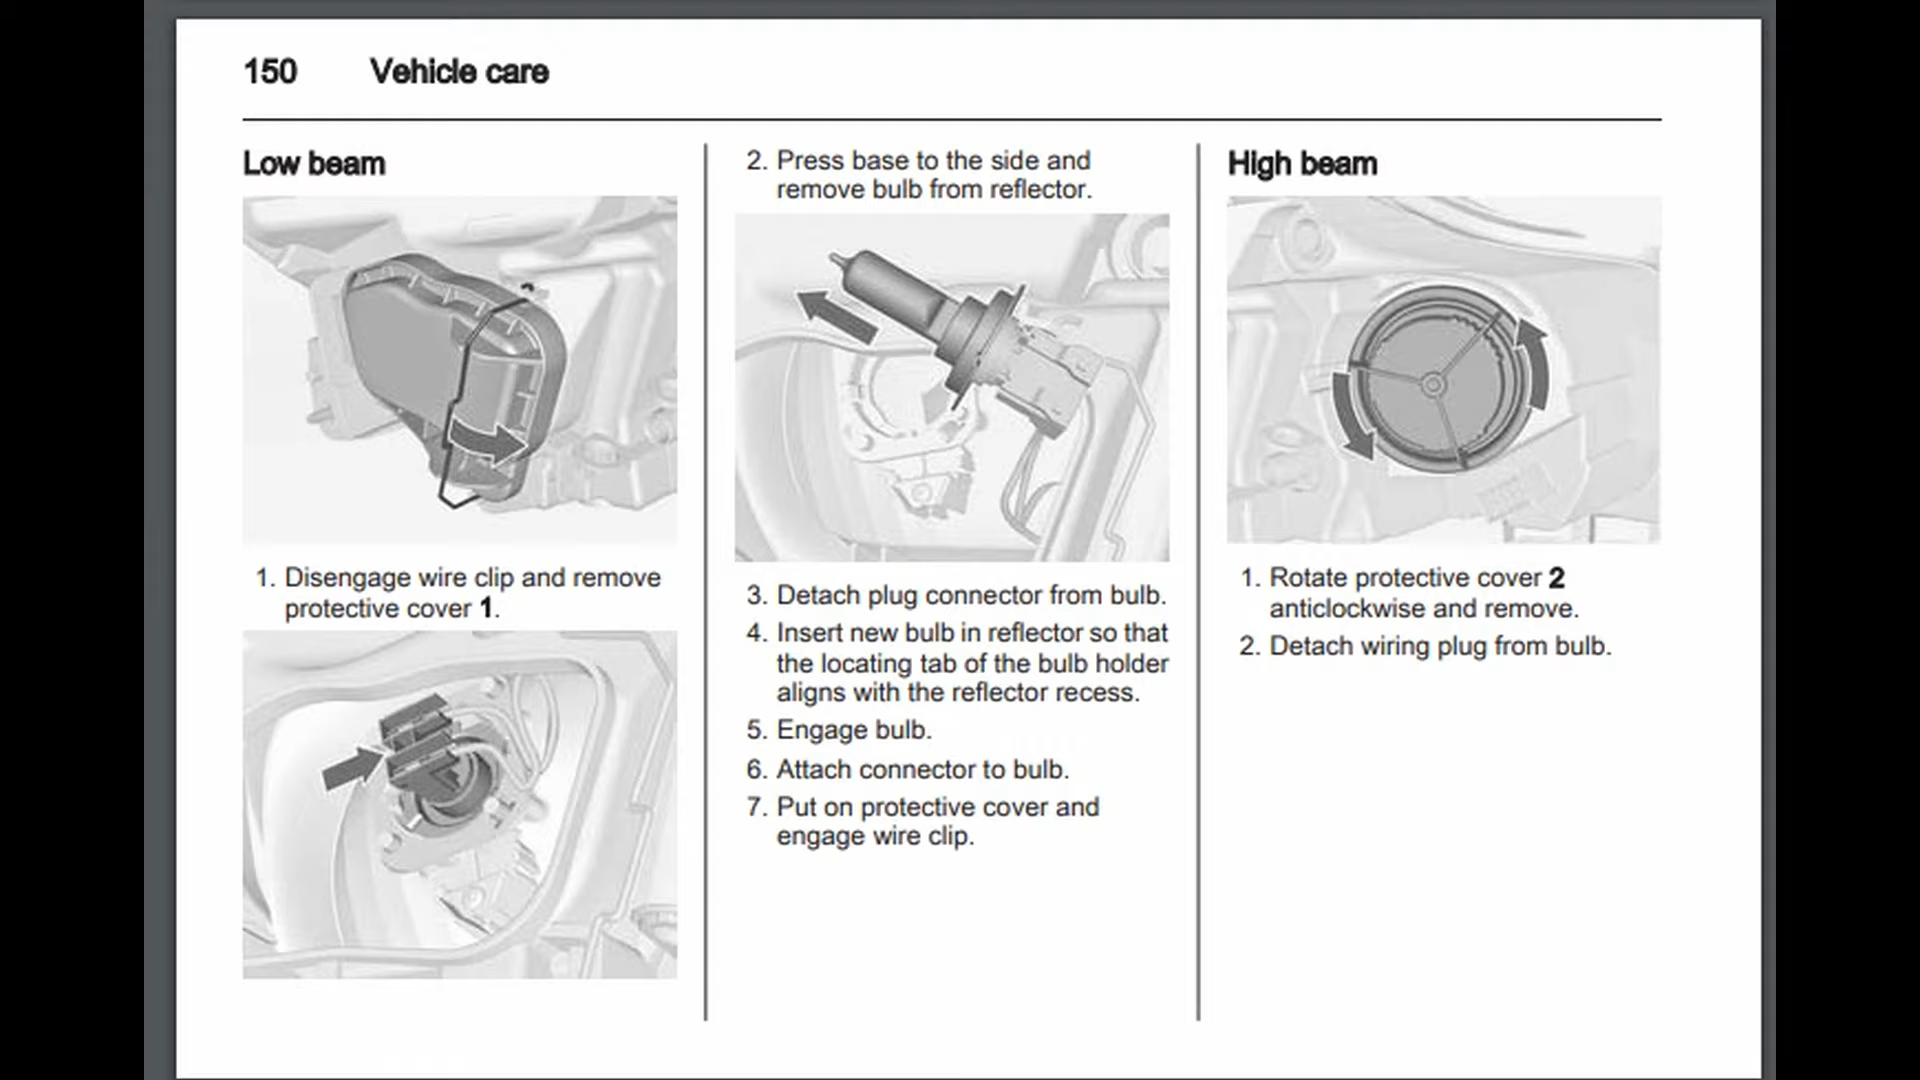 150 Vehicle care
Low beam
1. Disengage wire clip and remove
protective cover 1.
2. Press base to the side and
remove bulb from reflector.
3. Detach plug connector from bulb.
4. Insert new bulb in reflector so that
the locating tab of the bulb holder
aligns with the reflector recess.
5. Engage bulb.
6. Attach connector to bulb.
7. Put on protective cover and
engage wire clip.
High beam
1. Rotate protective cover 2
anticlockwise and remove.
2. Detach wiring plug from bulb.